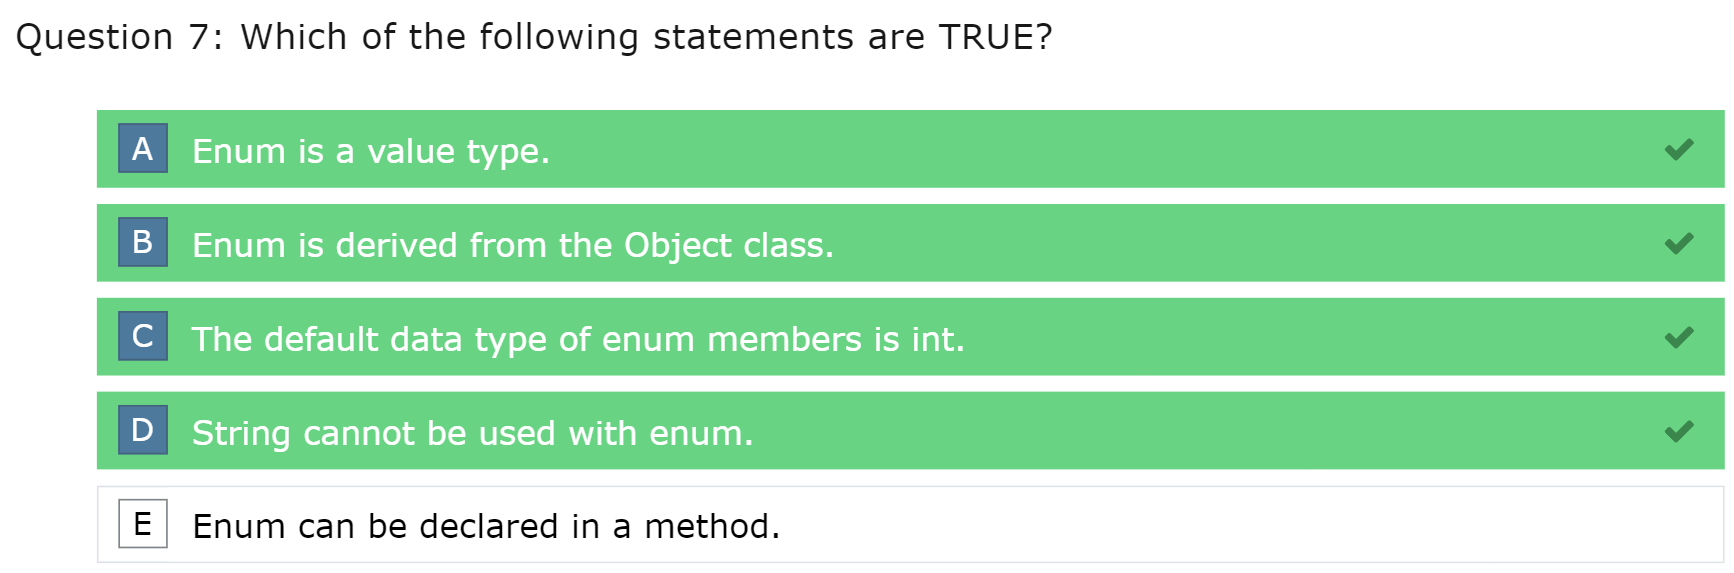 Question 7: Which of the following statements are TRUE?
A Enum is a value type.
B Enum is derived from the Object class.
C The default data type of enum members is int.
D String cannot be used with enum.
E Enum can be declared in a method.